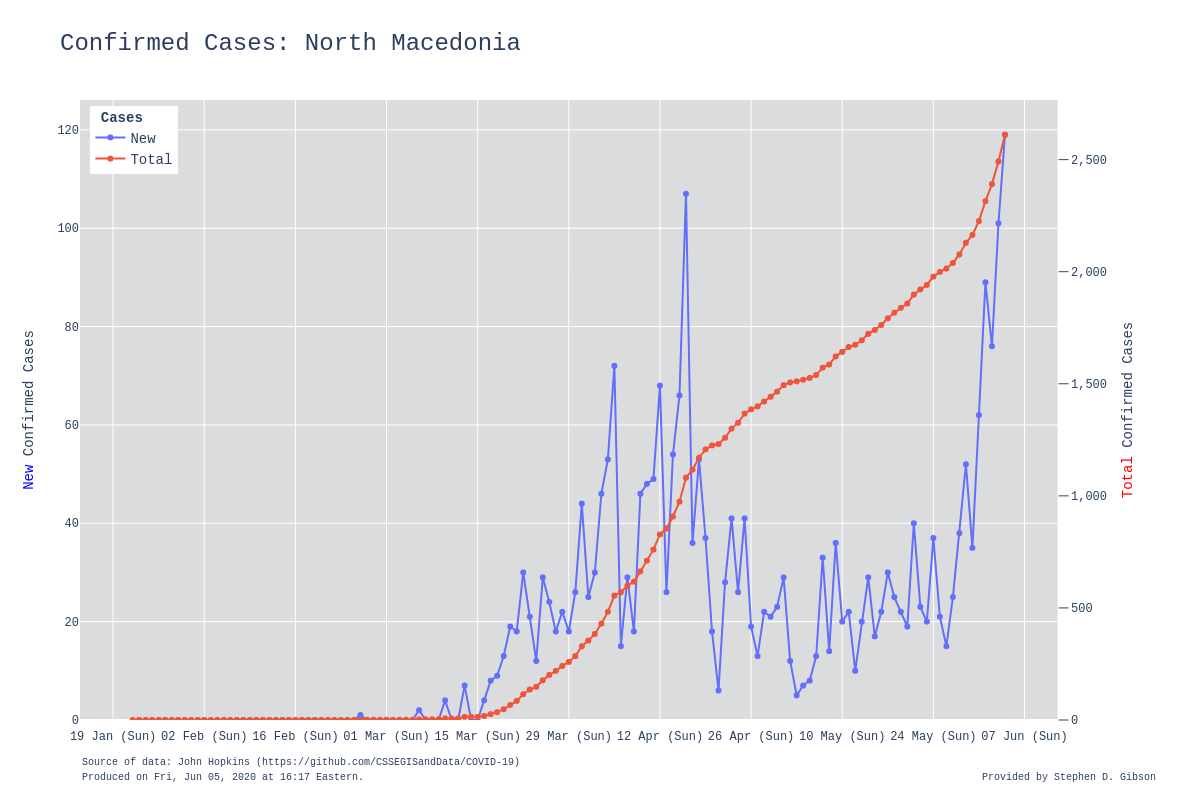 Confirmed Cases: North Macedonia
Cases
New
Total
120
100
80
60
40
20
0
2,500
2,000
1,500
1,000
500
0
New Confirmed Cases
Total Confirmed Cases
19 Jan (Sun) 02 Feb (Sun) 16 Feb (Sun) 01 Mar (Sun) 15 Mar (Sun) 29 Mar (Sun) 12 Apr (Sun) 26 Apr (Sun) 10 May (Sun) 24 May (Sun) 07 Jun (Sun)
Source of data: John Hopkins (https://github.com/CSSEGISandData/COVID-19)
Produced on Fri, Jun 05, 2020 at 16:17 Eastern.
Provided by Stephen D. Gibson